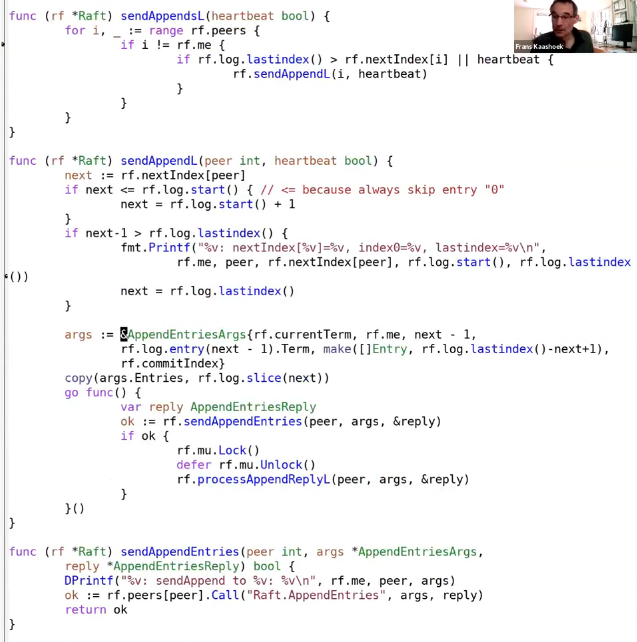 func (rf *Raft) sendAppendsL(heartbeat bool) {
for i, _ := range rf.peers {
if i != rf.me {
if rf.log.lastindex() > rf.nextIndex[i] || heartbeat {
rf.sendAppendL(i, heartbeat)
}
}
}
}
Frans Kaashoek
func (rf *Raft) sendAppendL(peer int, heartbeat bool) {
next := rf.nextIndex[peer]
if next <= rf.log.start() { // <= because always skip entry "0"
next = rf.log.start() + 1
}
if next-1 > rf.log.lastindex() {
fmt.Printf("%v: nextIndex[%v]=%v, index0=%v, lastindex=%v\n",
rf.me, peer, rf.nextIndex[peer], rf.log.start(), rf.log.lastindex
())
next = rf.log.lastindex()
}
args := &AppendEntriesArgs{rf.currentTerm, rf.me, next - 1,
rf.log.entry(next - 1).Term, make([]Entry, rf.log.lastindex()-next+1),
rf.commitIndex}
copy(args.Entries, rf.log.slice(next))
go func() {
var reply AppendEntriesReply
ok := rf.sendAppendEntries(peer, args, &reply)
if ok {
rf.mu.Lock()
defer rf.mu.Unlock()
rf.processAppendReplyL(peer, args, &reply)
}
}()
}
func (rf *Raft) sendAppendEntries(peer int, args *AppendEntriesArgs,
reply *AppendEntriesReply) bool {
DPrintf("%v: sendAppend to %v: %v\n", rf.me, peer, args)
ok := rf.peers[peer].Call("Raft.AppendEntries", args, reply)
return ok
}